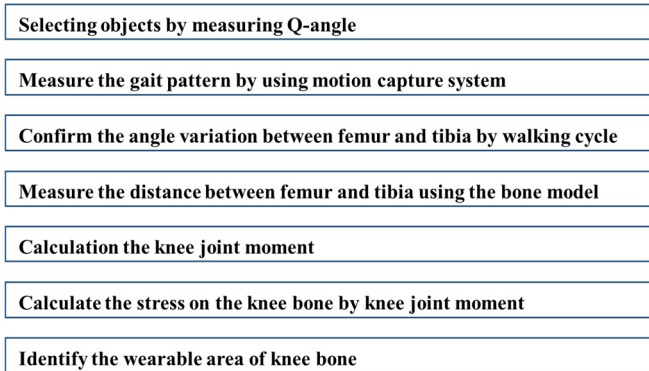 Selecting objects by measuring Q-angle
Measure the gait pattern by using motion capture system
Confirm the angle variation between femur and tibia by walking cycle
Measure the distance between femur and tibia using the bone model
Calculation the knee joint moment
Calculate the stress on the knee bone by knee joint moment
Identify the wearable area of knee bone